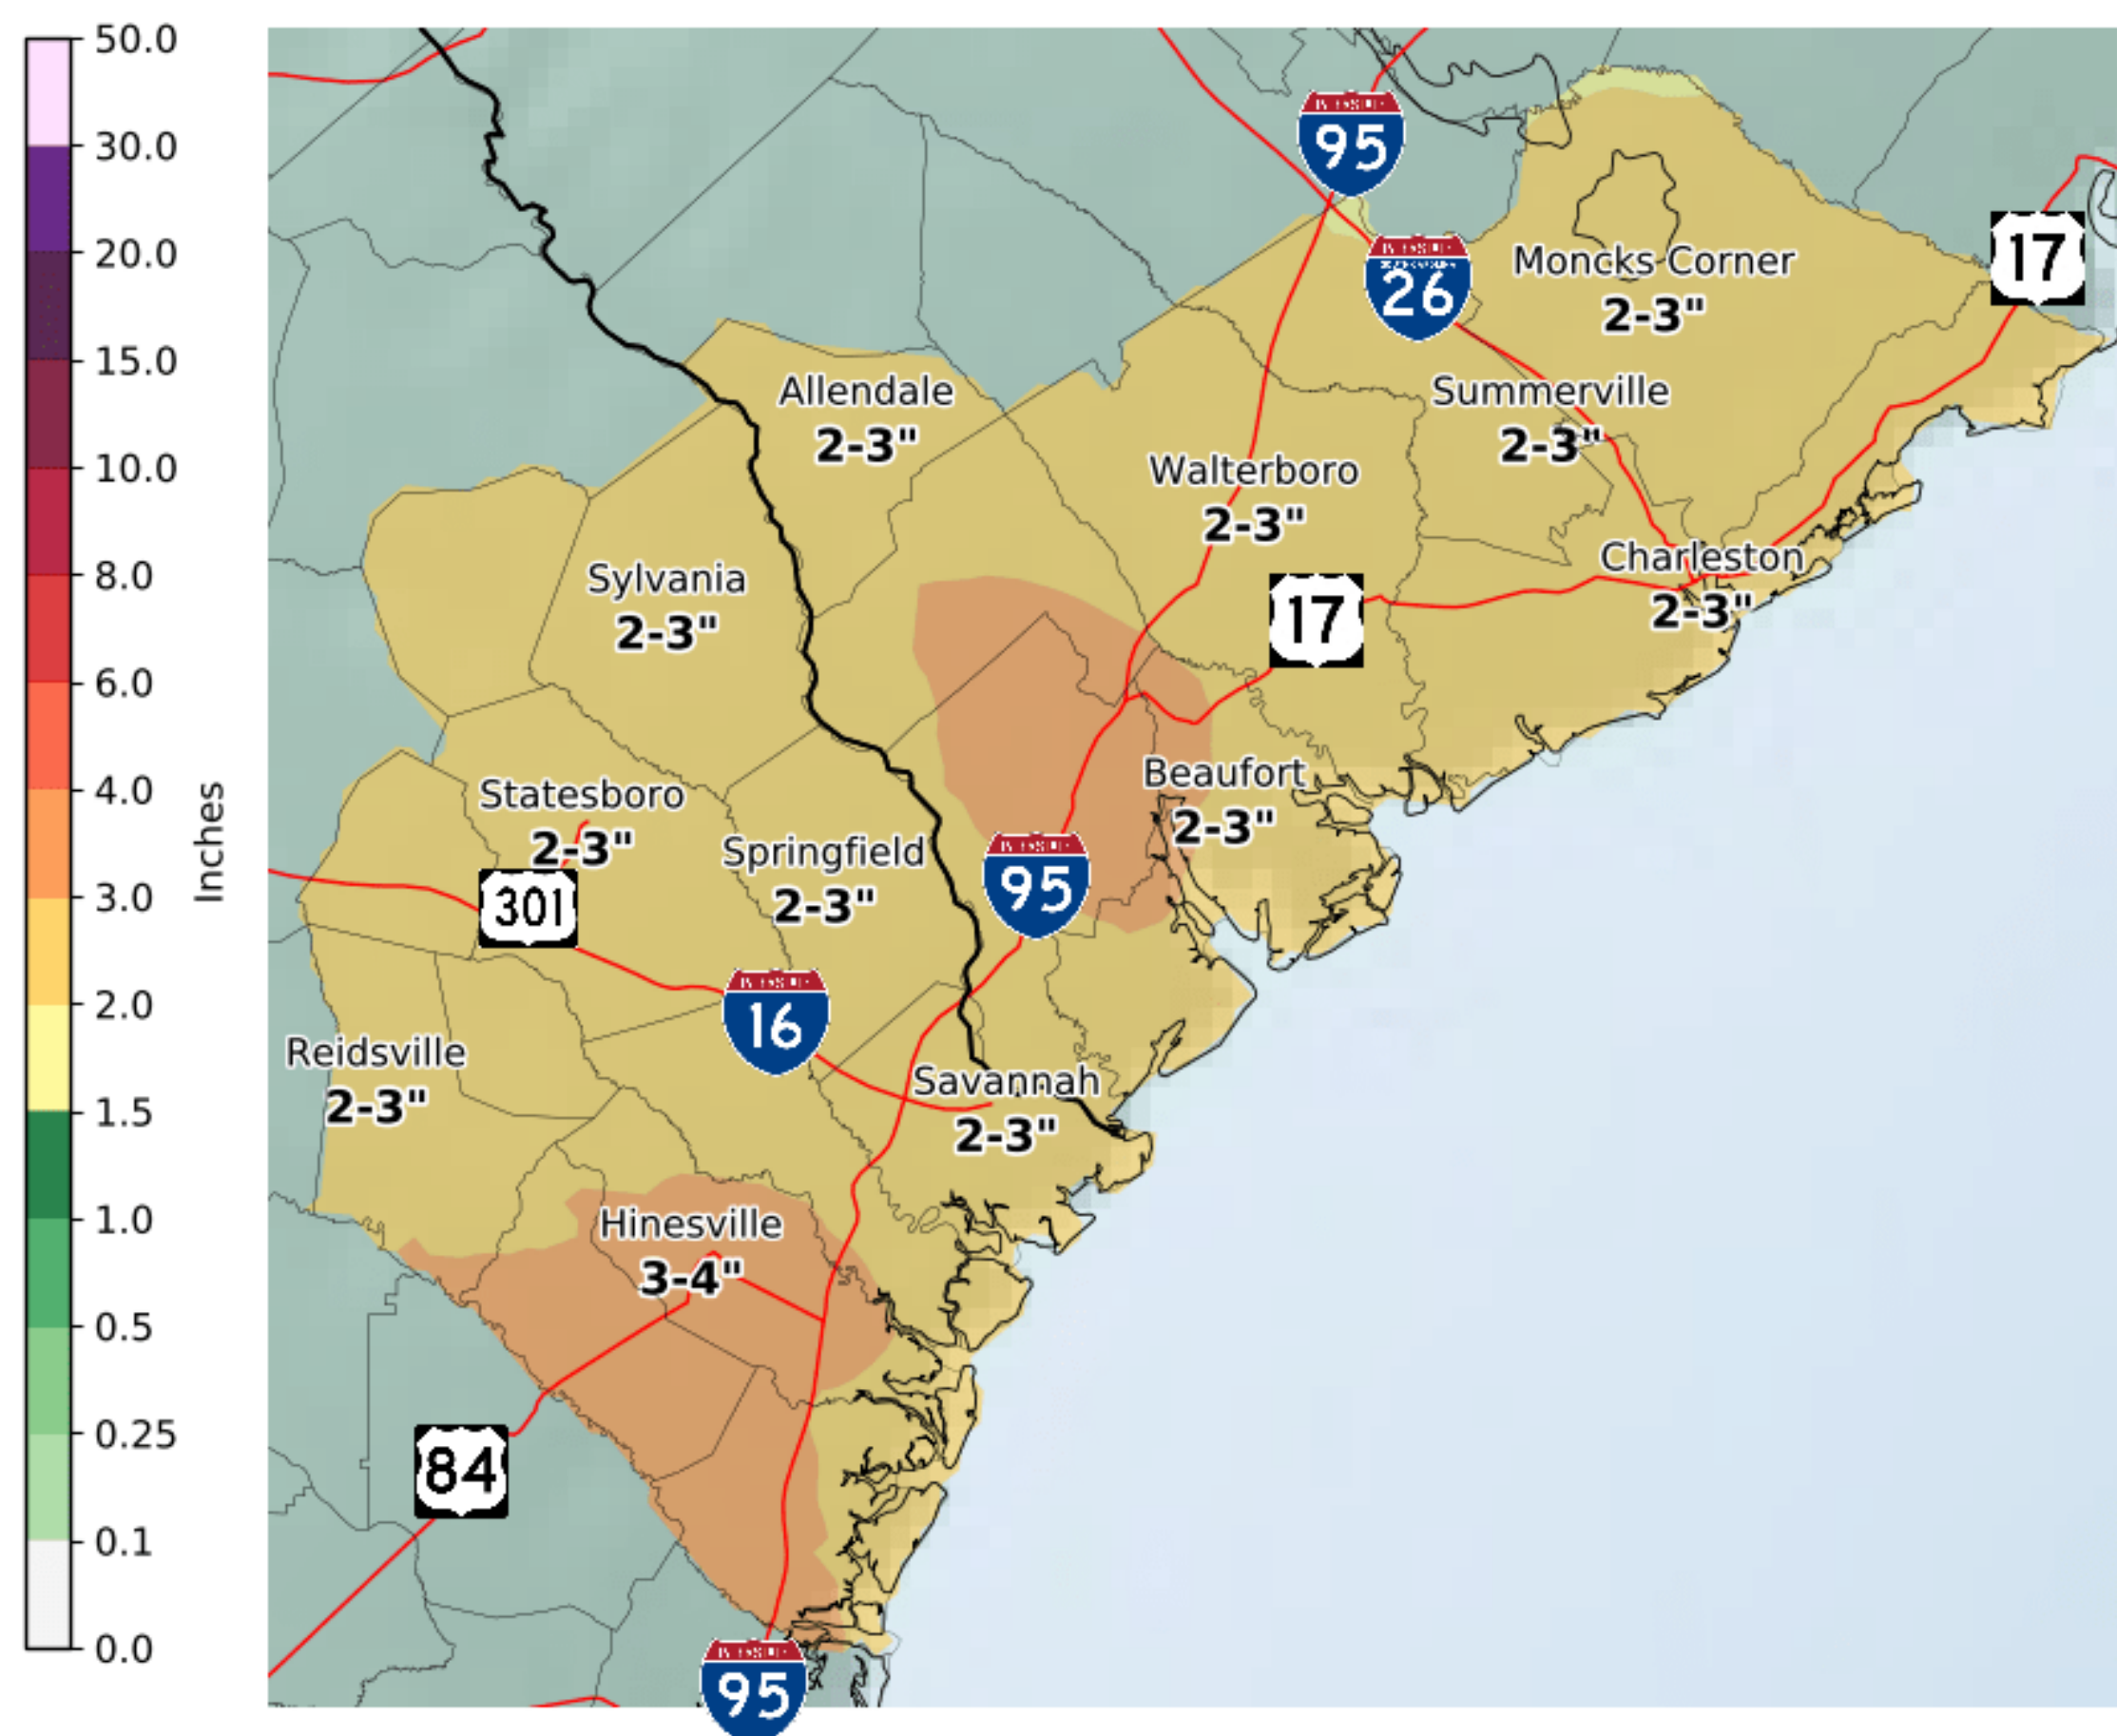 50.0
30.0
20.0
15.0
10.0
8.0
6.0
4.0
3.0
2.0
1.5
1.0
0.5
0.25
0.1
0.0
Inches
95
17
26
Moncks Corner
2-3"
Allendale
2-3"
Summerville
2-3"
Walterboro
2-3"
Charleston
2-3"
Sylvania
2-3"
17
Beaufort
2-3"
Statesboro
2-3"
Springfield
2-3"
95
301
16
Reidsville
2-3"
Savannah
2-3"
Hinesville
3-4"
84
95